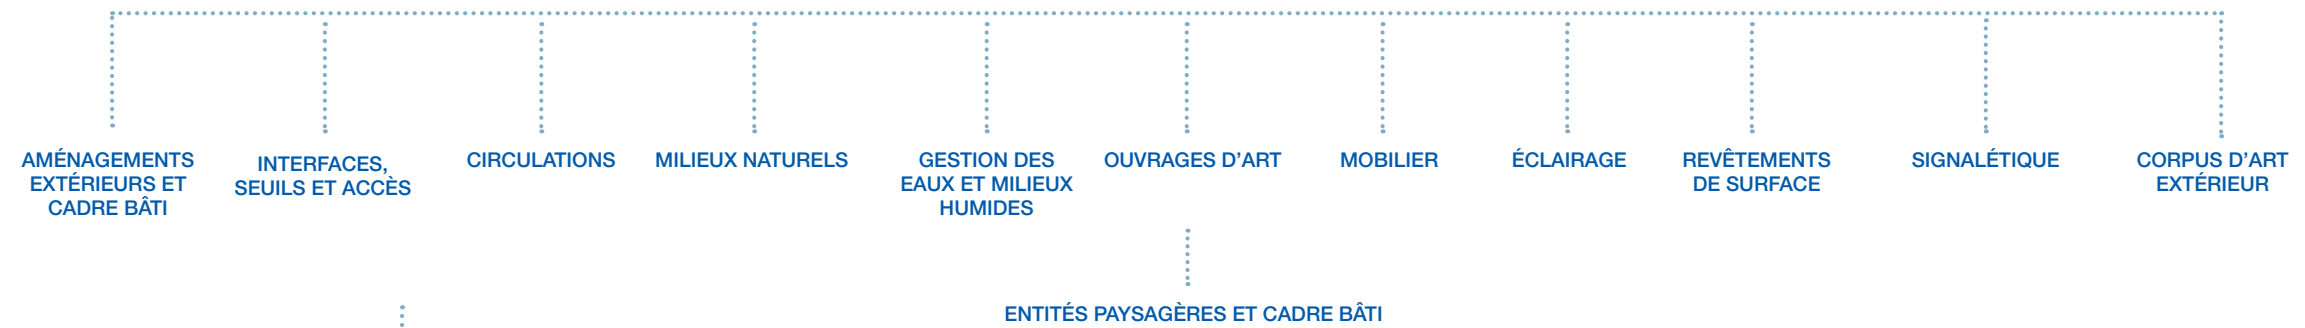 AMÉNAGEMENTS
EXTÉRIEURS ET
CADRE BÂTI
INTERFACES,
SEUILS ET ACCÈS
CIRCULATIONS
MILIEUX NATURELS
GESTION DES
EAUX ET MILIEUX
HUMIDES
OUVRAGES D’ART
MOBILIER
ÉCLAIRAGE
REVÊTEMENTS
DE SURFACE
SIGNALÉTIQUE
CORPUS D’ART
EXTÉRIEUR
ENTITÉS PAYSAGÈRES ET CADRE BÂTI